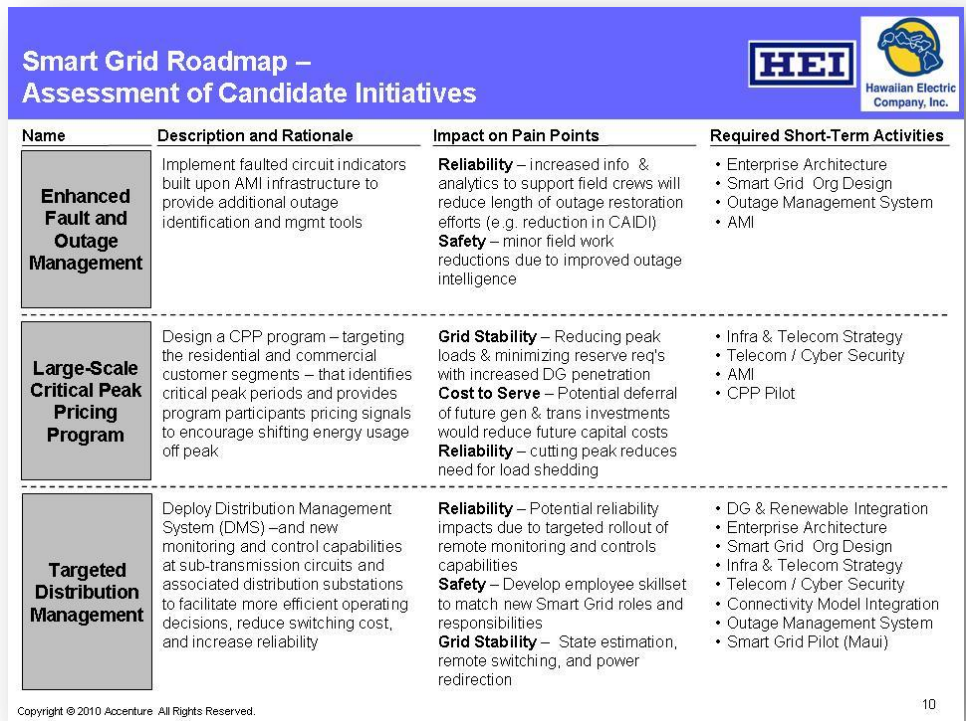 Smart Grid Roadmap –
Assessment of Candidate Initiatives
HEI
Hawaiian Electric
Company, Inc.
Name
Description and Rationale
Impact on Pain Points
Required Short-Term Activities
Enhanced
Fault and
Outage
Management
Implement faulted circuit indicators
built upon AMI infrastructure to
provide additional outage
identification and mgmt tools
Reliability – increased info &
analytics to support field crews will
reduce length of outage restoration
efforts (e.g. reduction in CAIDI)
Safety – minor field work
reductions due to improved outage
intelligence
• Enterprise Architecture
• Smart Grid Org Design
• Outage Management System
• AMI
Large-Scale
Critical Peak
Pricing
Program
Design a CPP program – targeting
the residential and commercial
customer segments – that identifies
critical peak periods and provides
program participants pricing signals
to encourage shifting energy usage
off peak
Grid Stability – Reducing peak
loads & minimizing reserve req's
with increased DG penetration
Cost to Serve – Potential deferral
of future gen & trans investments
would reduce future capital costs
Reliability – cutting peak reduces
need for load shedding
• Infra & Telecom Strategy
• Telecom / Cyber Security
• AMI
• CPP Pilot
Targeted
Distribution
Management
Deploy Distribution Management
System (DMS) –and new
monitoring and control capabilities
at sub-transmission circuits and
associated distribution substations
to facilitate more efficient operating
decisions, reduce switching cost,
and increase reliability
Reliability – Potential reliability
impacts due to targeted rollout of
remote monitoring and controls
capabilities
Safety – Develop employee skillset
to match new Smart Grid roles and
responsibilities
Grid Stability – State estimation,
remote switching, and power
redirection
• DG & Renewable Integration
• Enterprise Architecture
• Smart Grid Org Design
• Infra & Telecom Strategy
• Telecom / Cyber Security
• Connectivity Model Integration
• Outage Management System
• Smart Grid Pilot (Maui)
Copyright © 2010 Accenture All Rights Reserved.
10